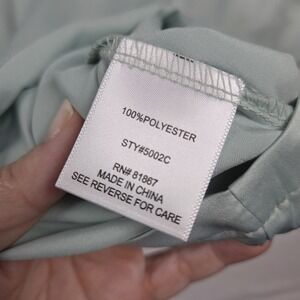 100%POLYESTER
STY#5002C
RN# 81867
MADE IN CHINA
SEE REVERSE FOR CARE